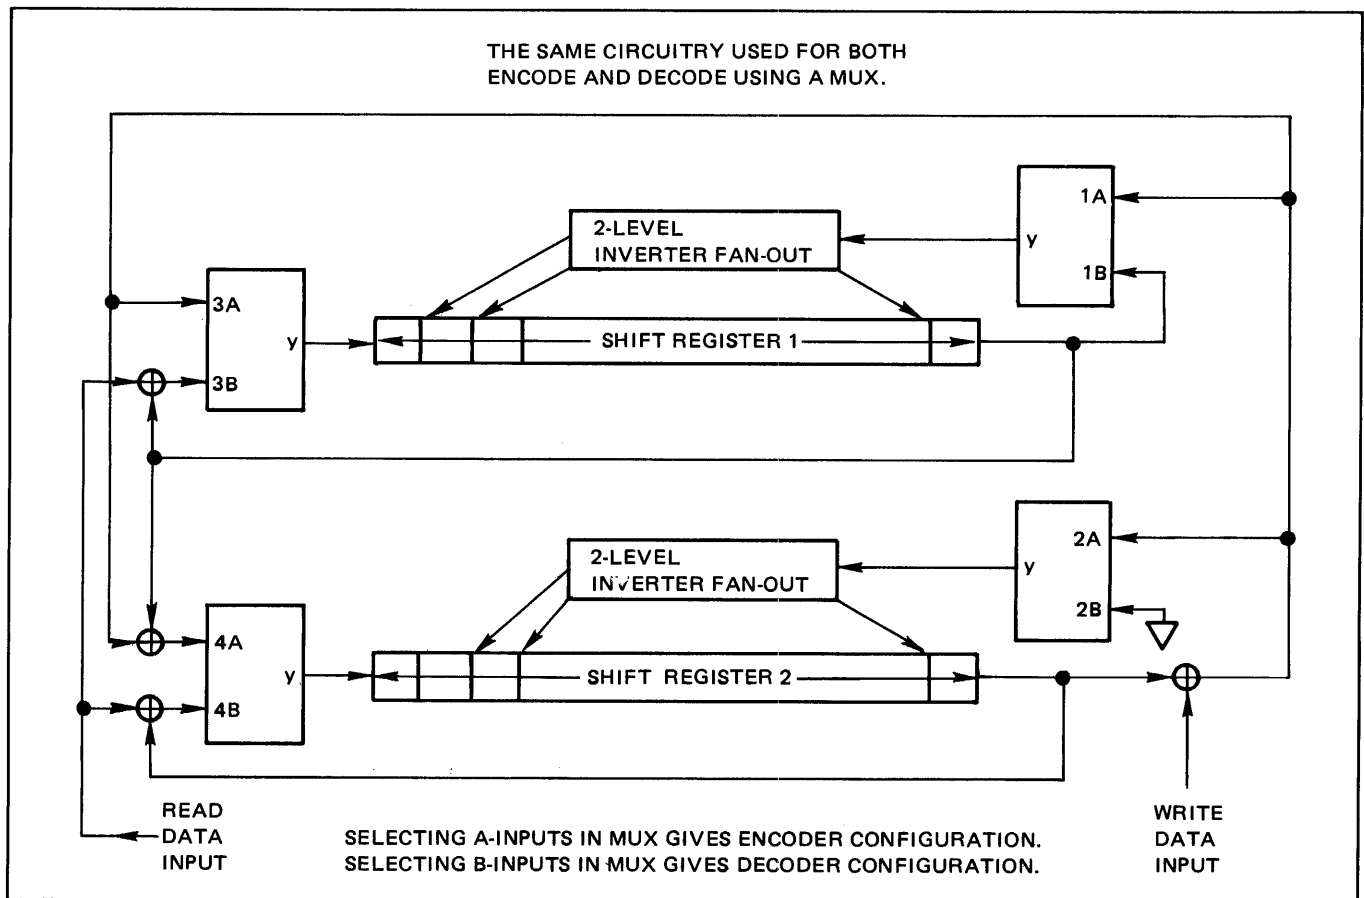 THE SAME CIRCUITRY USED FOR BOTH
ENCODE AND DECODE USING A MUX.
1A
2-LEVEL
INVERTER FAN-OUT
y
1B
3A
y
SHIFT REGISTER 1
3B
2-LEVEL
INVERTER FAN-OUT
2A
y
2B
4A
y
SHIFT REGISTER 2
4B
READ
DATA
INPUT
SELECTING A-INPUTS IN MUX GIVES ENCODER CONFIGURATION.
SELECTING B-INPUTS IN MUX GIVES DECODER CONFIGURATION.
WRITE
DATA
INPUT